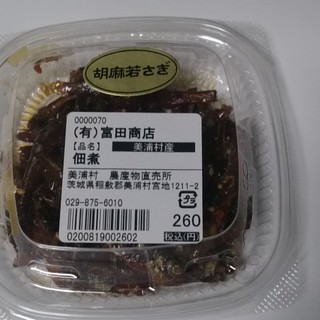 胡麻若さぎ
0000070
(有)富田商店
【品名】 美浦村産
佃煮
美浦村 農産物直売所
茨城県稲敷郡美浦村宮地1211-2
029-875-6010
260
0200819002602
税込(円)